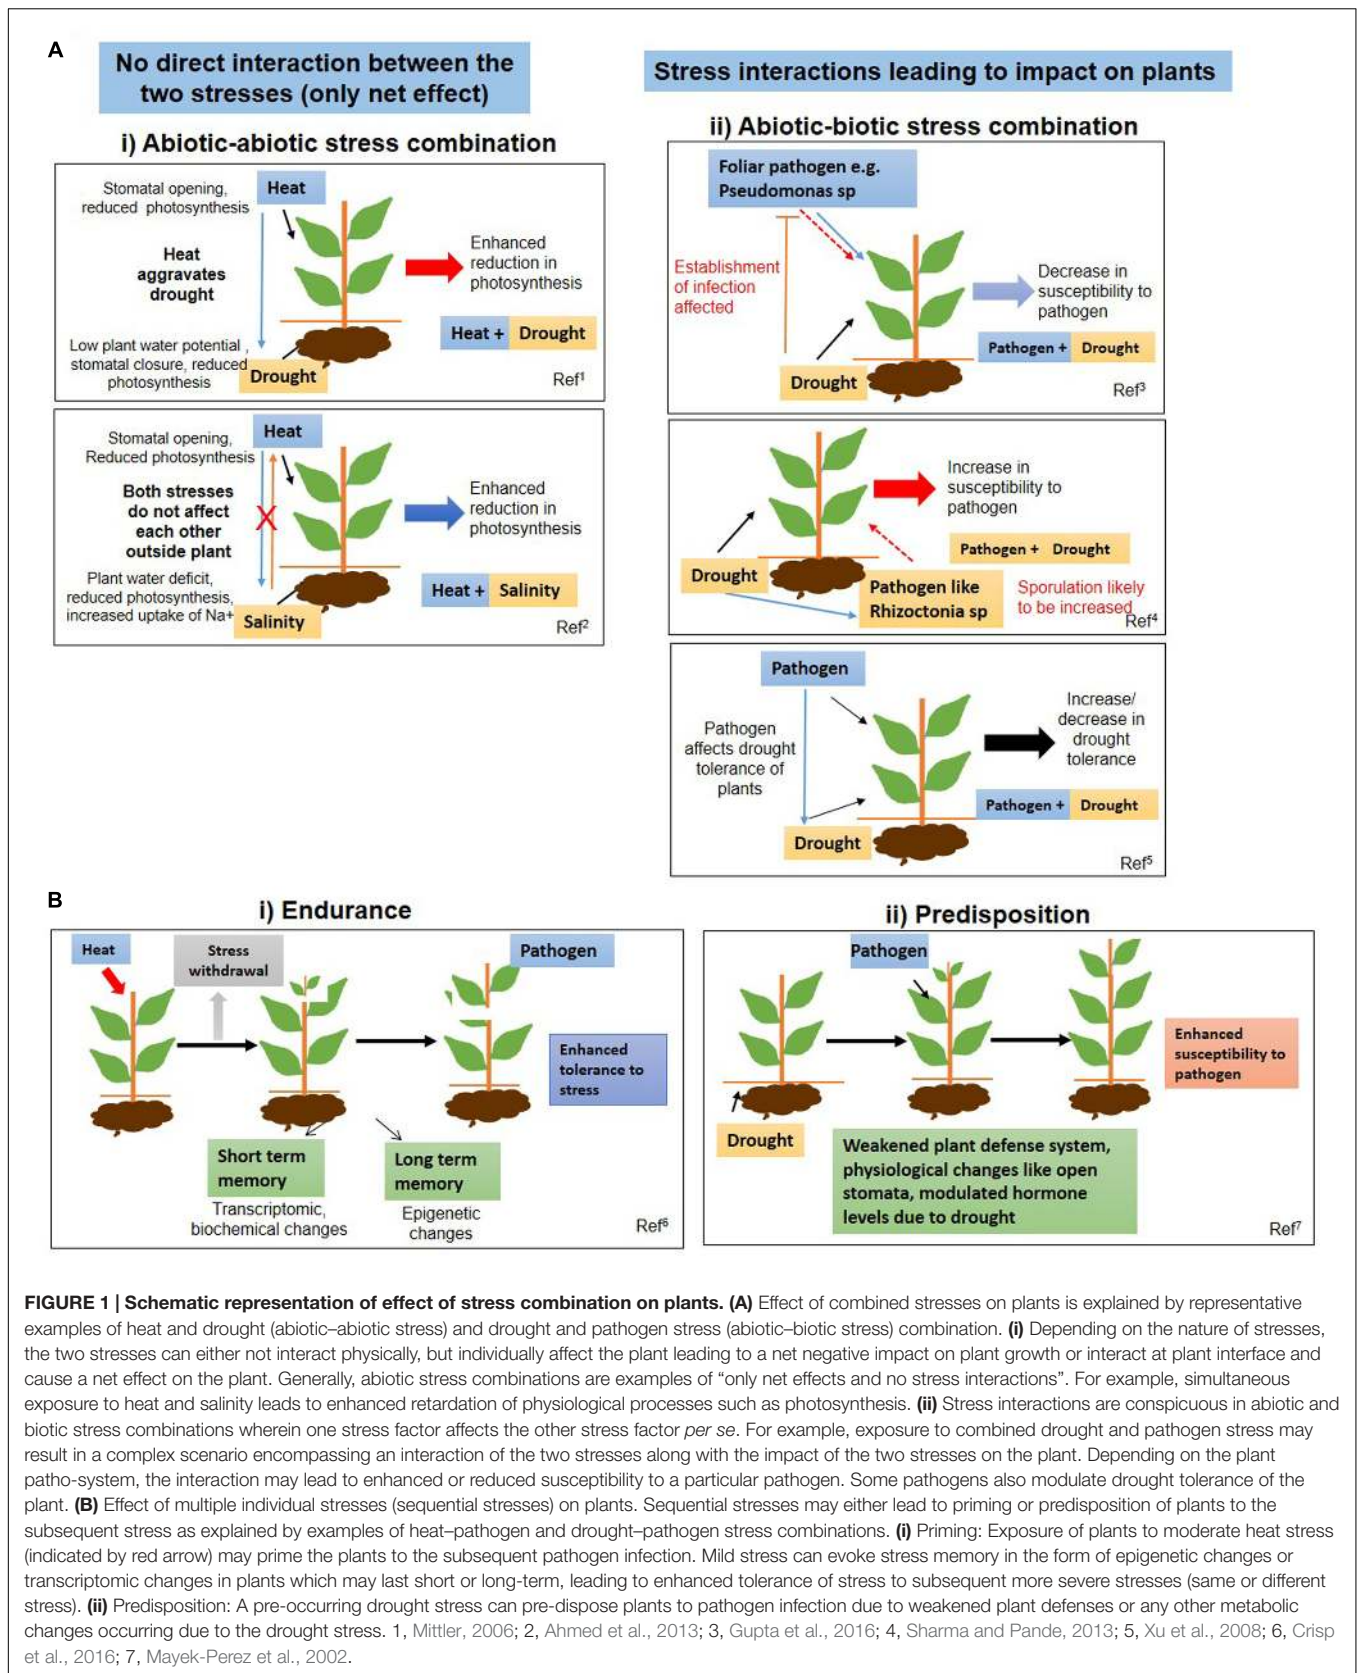 A
No direct interaction between the
two stresses (only net effect)
i) Abiotic-abiotic stress combination
Stomatal opening,
reduced photosynthesis
Heat
Heat
aggravates
drought
Enhanced
reduction in
photosynthesis
Heat + Drought
Low plant water potential ,
stomatal closure, reduced
photosynthesis
Drought
Ref1
Stomatal opening,
Reduced photosynthesis
Heat
Both stresses
do not affect
each other
outside plant
X
Enhanced
reduction in
photosynthesis
Plant water deficit,
reduced photosynthesis,
increased uptake of Na+
Salinity
Heat + Salinity
Ref2
Stress interactions leading to impact on plants
ii) Abiotic-biotic stress combination
Foliar pathogen e.g.
Pseudomonas sp
Establishment
of infection
affected
Decrease in
susceptibility to
pathogen
Pathogen + Drought
Drought
Ref3
Increase in
susceptibility to
pathogen
Pathogen + Drought
Drought
Pathogen like
Rhizoctonia sp
Sporulation likely
to be increased
Ref4
Pathogen
Pathogen
affects drought
tolerance of
plants
Increase/
decrease in
drought
tolerance
Pathogen + Drought
Drought
Ref5
B
i) Endurance
Heat
Stress
withdrawal
Pathogen
Enhanced
tolerance to
stress
Short term
memory
Transcriptomic,
biochemical changes
Long term
memory
Epigenetic
changes
Ref6
ii) Predisposition
Pathogen
Enhanced
susceptibility to
pathogen
Drought
Weakened plant defense system,
physiological changes like open
stomata, modulated hormone
levels due to drought
Ref7
FIGURE 1 | Schematic representation of effect of stress combination on plants. (A) Effect of combined stresses on plants is explained by representative
examples of heat and drought (abiotic–abiotic stress) and drought and pathogen stress (abiotic–biotic stress) combination. (i) Depending on the nature of stresses,
the two stresses can either not interact physically, but individually affect the plant leading to a net negative impact on plant growth or interact at plant interface and
cause a net effect on the plant. Generally, abiotic stress combinations are examples of “only net effects and no stress interactions”. For example, simultaneous
exposure to heat and salinity leads to enhanced retardation of physiological processes such as photosynthesis. (ii) Stress interactions are conspicuous in abiotic and
biotic stress combinations wherein one stress factor affects the other stress factor per se. For example, exposure to combined drought and pathogen stress may
result in a complex scenario encompassing an interaction of the two stresses along with the impact of the two stresses on the plant. Depending on the plant
patho-system, the interaction may lead to enhanced or reduced susceptibility to a particular pathogen. Some pathogens also modulate drought tolerance of the
plant. (B) Effect of multiple individual stresses (sequential stresses) on plants. Sequential stresses may either lead to priming or predisposition of plants to the
subsequent stress as explained by examples of heat–pathogen and drought–pathogen stress combinations. (i) Priming: Exposure of plants to moderate heat stress
(indicated by red arrow) may prime the plants to the subsequent pathogen infection. Mild stress can evoke stress memory in the form of epigenetic changes or
transcriptomic changes in plants which may last short or long-term, leading to enhanced tolerance of stress to subsequent more severe stresses (same or different
stress). (ii) Predisposition: A pre-occurring drought stress can pre-dispose plants to pathogen infection due to weakened plant defenses or any other metabolic
changes occurring due to the drought stress. 1, Mittler, 2006; 2, Ahmed et al., 2013; 3, Gupta et al., 2016; 4, Sharma and Pande, 2013; 5, Xu et al., 2008; 6, Crisp
et al., 2016; 7, Mayek-Perez et al., 2002.